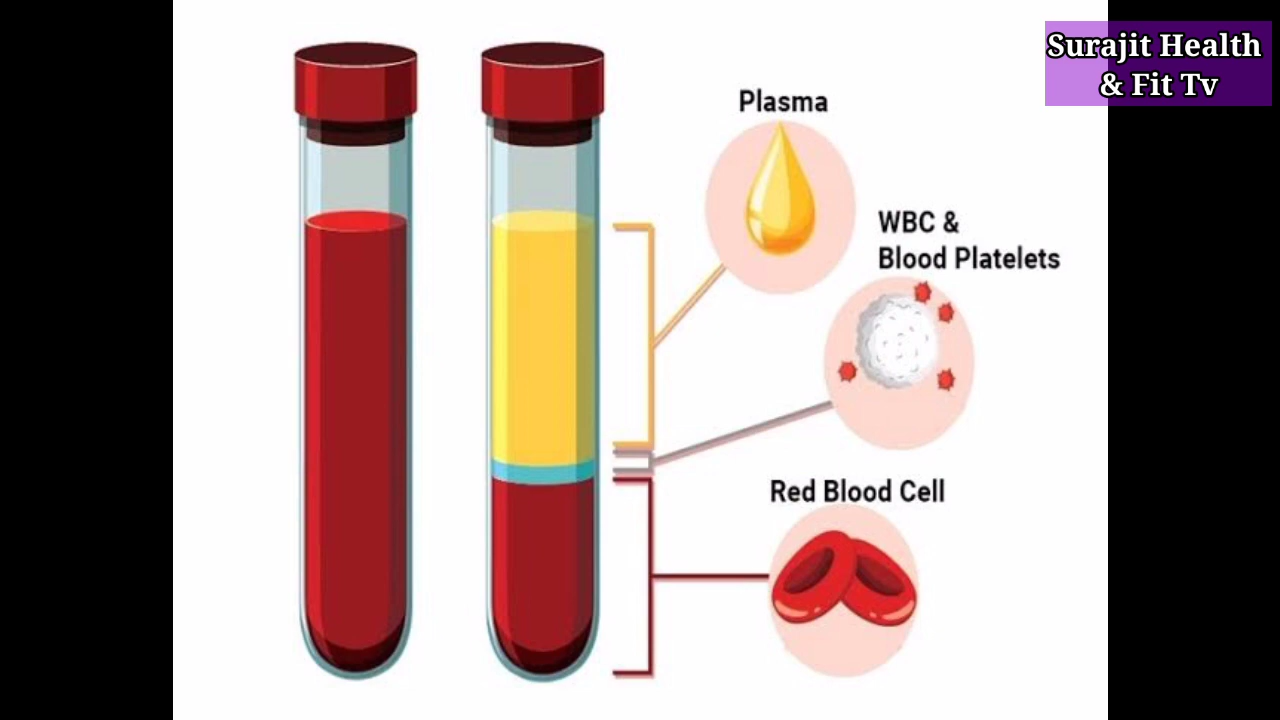 Surajit Health
& Fit Tv
Plasma
WBC &
Blood Platelets
Red Blood Cell